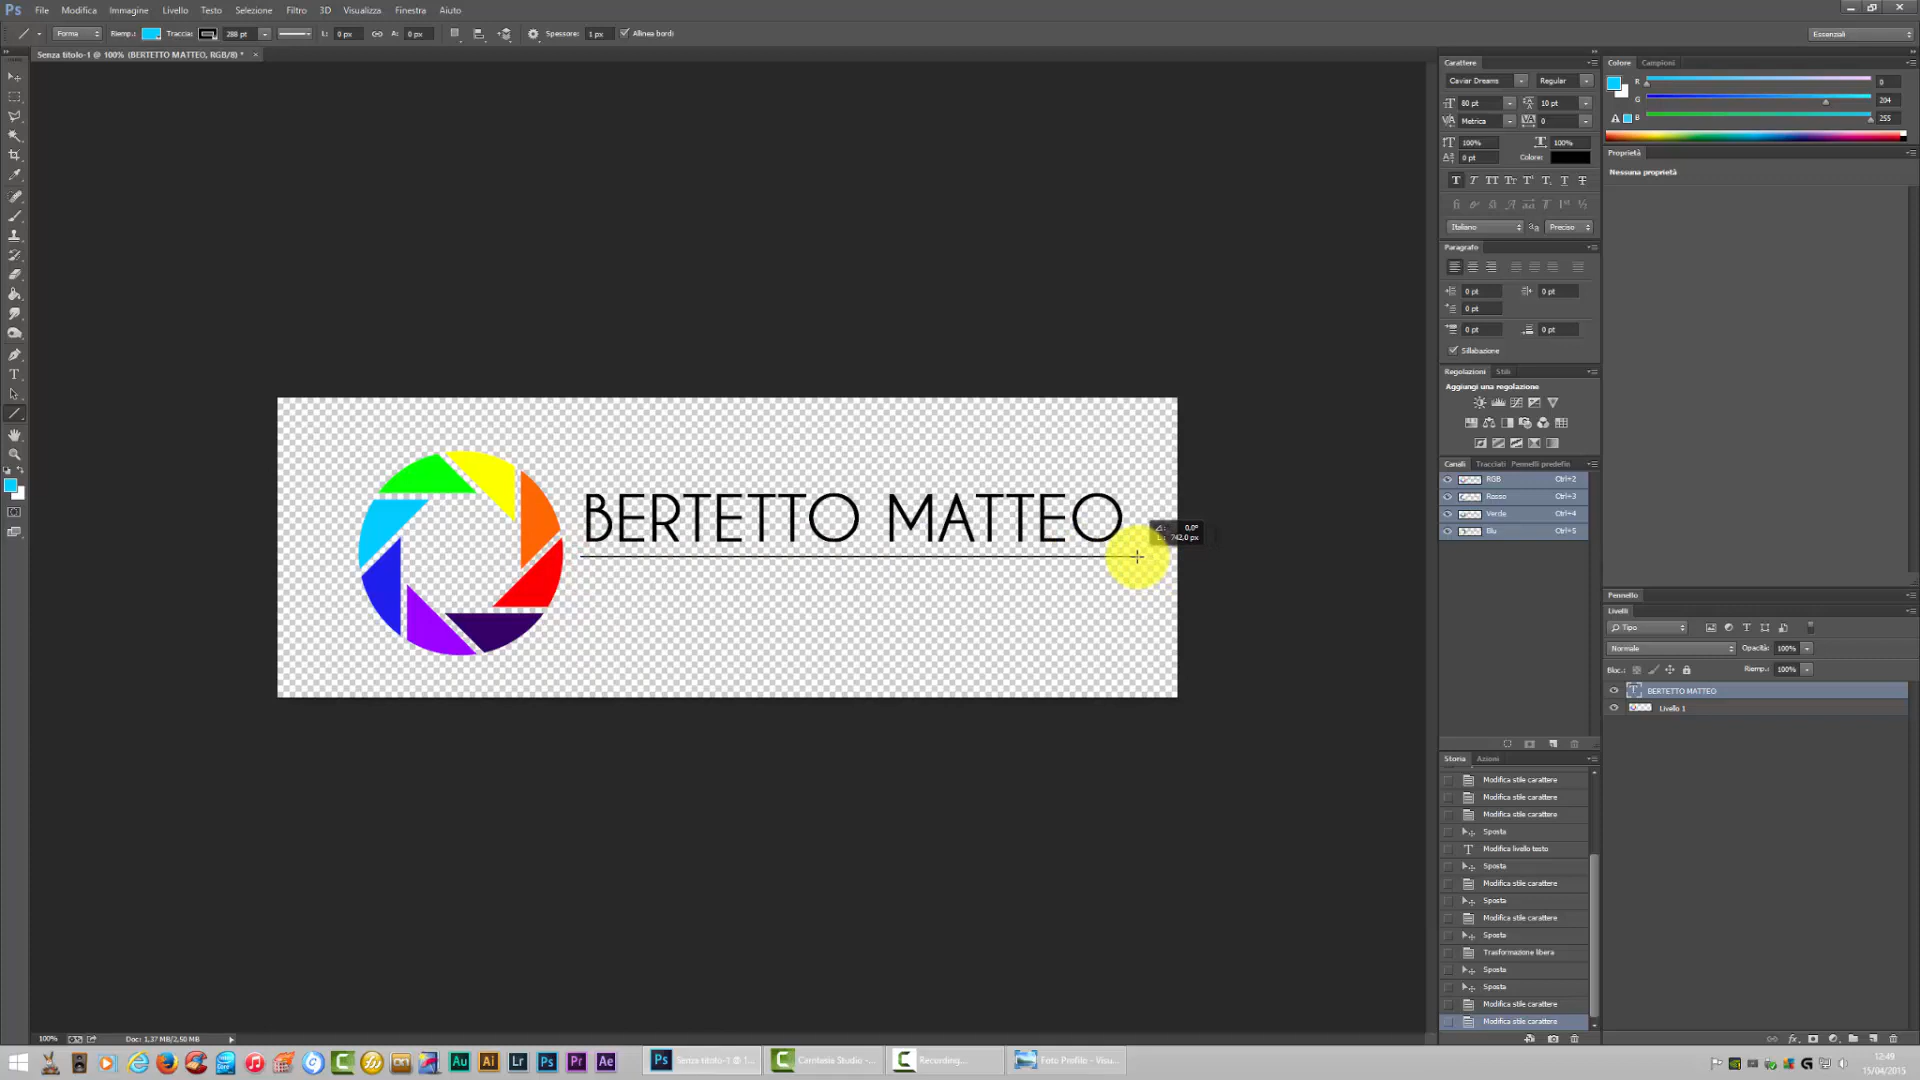 Ps File Modifica Immagine Livello Testo Selezione Filtro 3D Visualizza Finestra Aiuto
Forma Riemp.: Traccia: 288 pt L: 0 px A: 0 px Spessore: 1 px Allinea bordi Essenziali
Senza titolo-1 @ 100% (BERTETTO MATTEO, RGB/8) * ×
Carattere
Caviar Dreams Regular
80 pt 10 pt
Metrica 0
100% 100%
0 pt Colore:
Italiano Preciso
Paragrafo
0 pt 0 pt
0 pt
0 pt 0 pt
Sillabazione
Regolazioni Stili
Aggiungi una regolazione
Canali Tracciati Pennelli predefin
RGB Ctrl+2
Rosso Ctrl+3
Verde Ctrl+4
Blu Ctrl+5
Storia Azioni
Modifica stile carattere
Modifica stile carattere
Modifica stile carattere
Sposta
Modifica livello testo
Sposta
Modifica stile carattere
Sposta
Modifica stile carattere
Sposta
Trasformazione libera
Sposta
Sposta
Modifica stile carattere
Modifica stile carattere
Colore Campioni
R 0
G 204
B 255
Proprietà
Nessuna proprietà
Pennello
Livelli
Tipo
Normale Opacità: 100%
Bloc.: Riemp.: 100%
BERTETTO MATTEO
Livello 1
BERTETTO MATTEO
0,0°
L: 742,0 px
100% Doc: 1,37 MB/2,50 MB
Au Ai Lr Ps Pr Ae
Ps Senza titolo-1 @ 1...
Camtasia Studio -...
Recording...
Foto Profilo - Visu...
12:49
15/04/2015